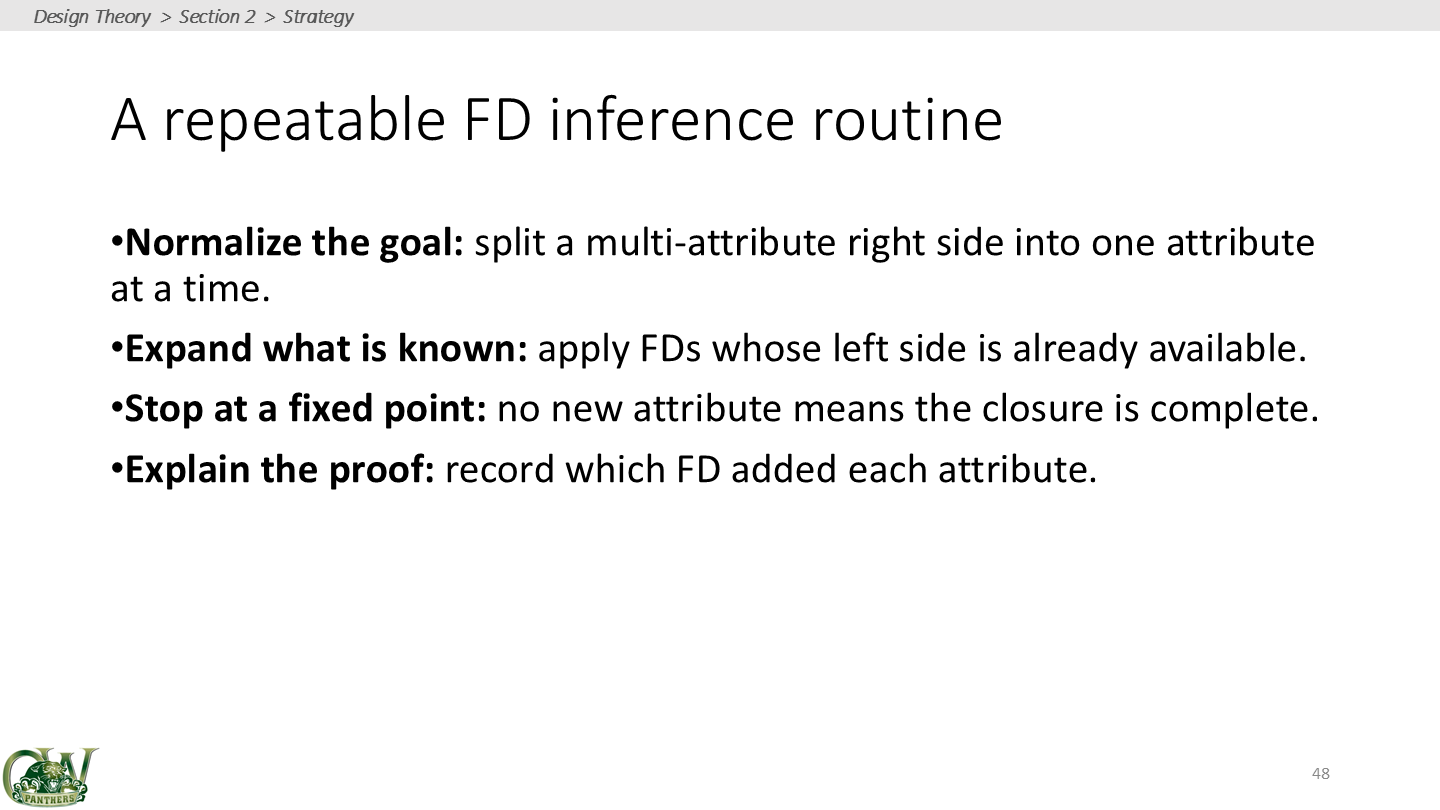 Design Theory > Section 2 > Strategy
A repeatable FD inference routine
•Normalize the goal: split a multi-attribute right side into one attribute
at a time.
•Expand what is known: apply FDs whose left side is already available.
•Stop at a fixed point: no new attribute means the closure is complete.
•Explain the proof: record which FD added each attribute.
OW
PANTHERS
48